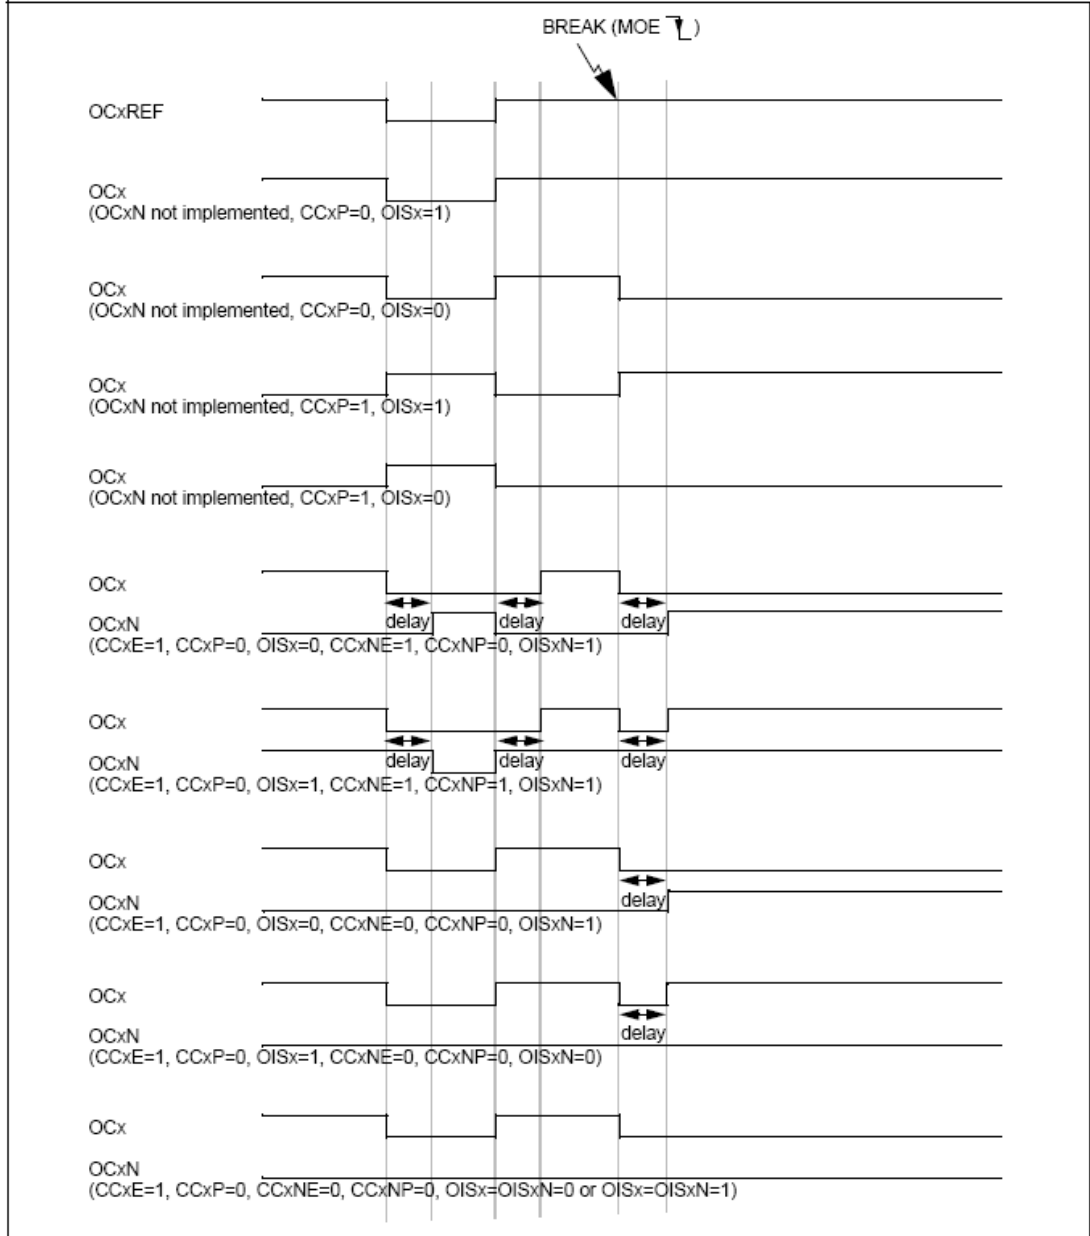 BREAK (MOE )
OCxREF
OCx
(OCxN not implemented, CCxP=0, OISx=1)
OCx
(OCxN not implemented, CCxP=0, OISx=0)
OCx
(OCxN not implemented, CCxP=1, OISx=1)
OCx
(OCxN not implemented, CCxP=1, OISx=0)
OCx
delay delay delay
OCxN
(CCxE=1, CCxP=0, OISx=0, CCxNE=1, CCxNP=0, OISxN=1)
OCx
delay delay delay
OCxN
(CCxE=1, CCxP=0, OISx=1, CCxNE=1, CCxNP=1, OISxN=1)
OCx
delay
OCxN
(CCxE=1, CCxP=0, OISx=0, CCxNE=0, CCxNP=0, OISxN=1)
OCx
delay
OCxN
(CCxE=1, CCxP=0, OISx=1, CCxNE=0, CCxNP=0, OISxN=0)
OCx
OCxN
(CCxE=1, CCxP=0, CCxNE=0, CCxNP=0, OISx=OISxN=0 or OISx=OISxN=1)